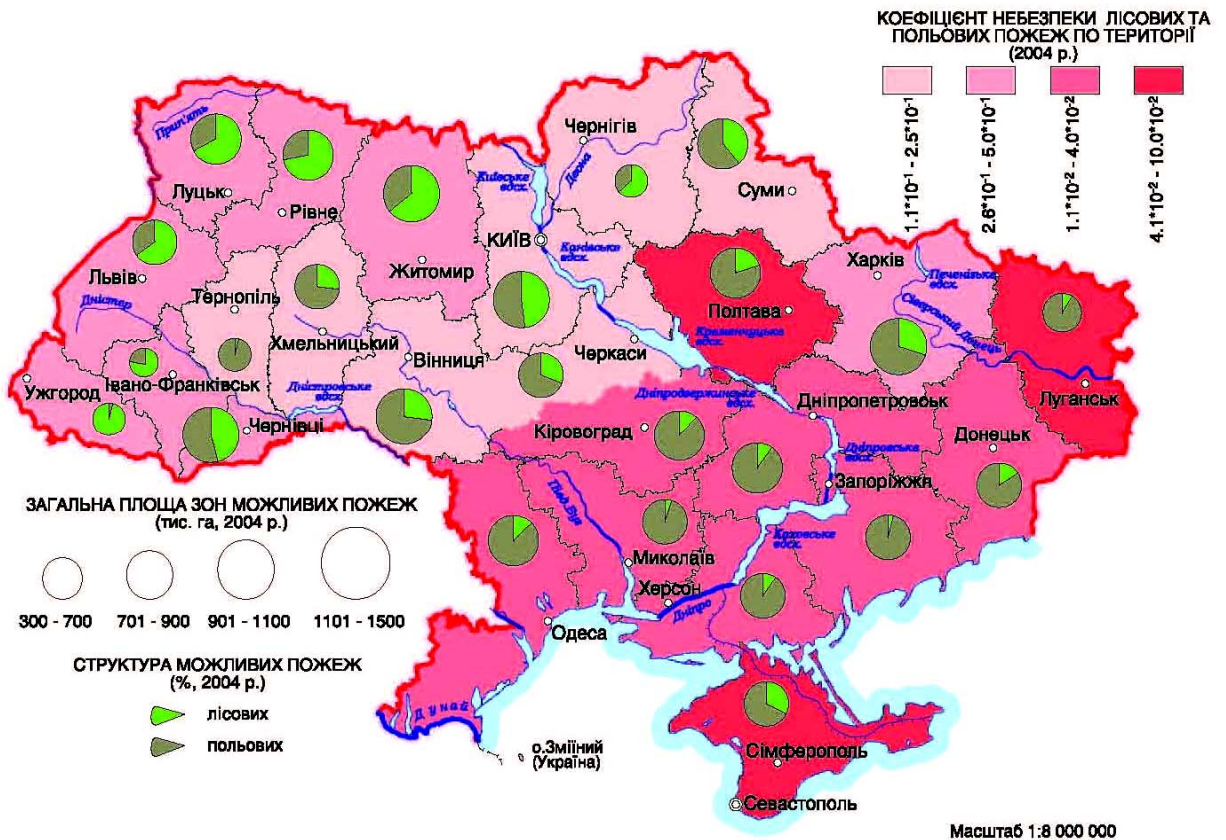 КОЕФІЦІЄНТ НЕБЕЗПЕКИ ЛІСОВИХ ТА
ПОЛЬОВИХ ПОЖЕЖ ПО ТЕРИТОРІЇ
(2004 р.)
1.1*10⁻¹ - 2.5*10⁻¹
2.6*10⁻¹ - 5.0*10⁻¹
1.1*10⁻² - 4.0*10⁻²
4.1*10⁻² - 10.0*10⁻²
Прип'ять
Чернігів
Десна
Луцьк
Рівне
Київське
вдсх.
Суми
КИЇВ
Житомир
Канівське
вдсх.
Львів
Харків
Печенізьке
вдсх.
Дністер
Тернопіль
Полтава
Сіверський Донець
Хмельницький
Вінниця
Черкаси
Кременчуцьке
вдсх.
Ужгород
Івано-Франківськ
Дністровське
вдсх.
Дніпродзержинське
вдсх.
Луганськ
Чернівці
Кіровоград
Дніпропетровськ
Донецьк
Дніпровське
вдсх.
Запоріжжя
Півд.Буг
Каховське
вдсх.
Миколаїв
Херсон
Дніпро
Одеса
Дунай
о.Зміїний
(Україна)
Сімферополь
Севастополь
ЗАГАЛЬНА ПЛОЩА ЗОН МОЖЛИВИХ ПОЖЕЖ
(тис. га, 2004 р.)
300 - 700
701 - 900
901 - 1100
1101 - 1500
СТРУКТУРА МОЖЛИВИХ ПОЖЕЖ
(%, 2004 р.)
лісових
польових
Масштаб 1:8 000 000